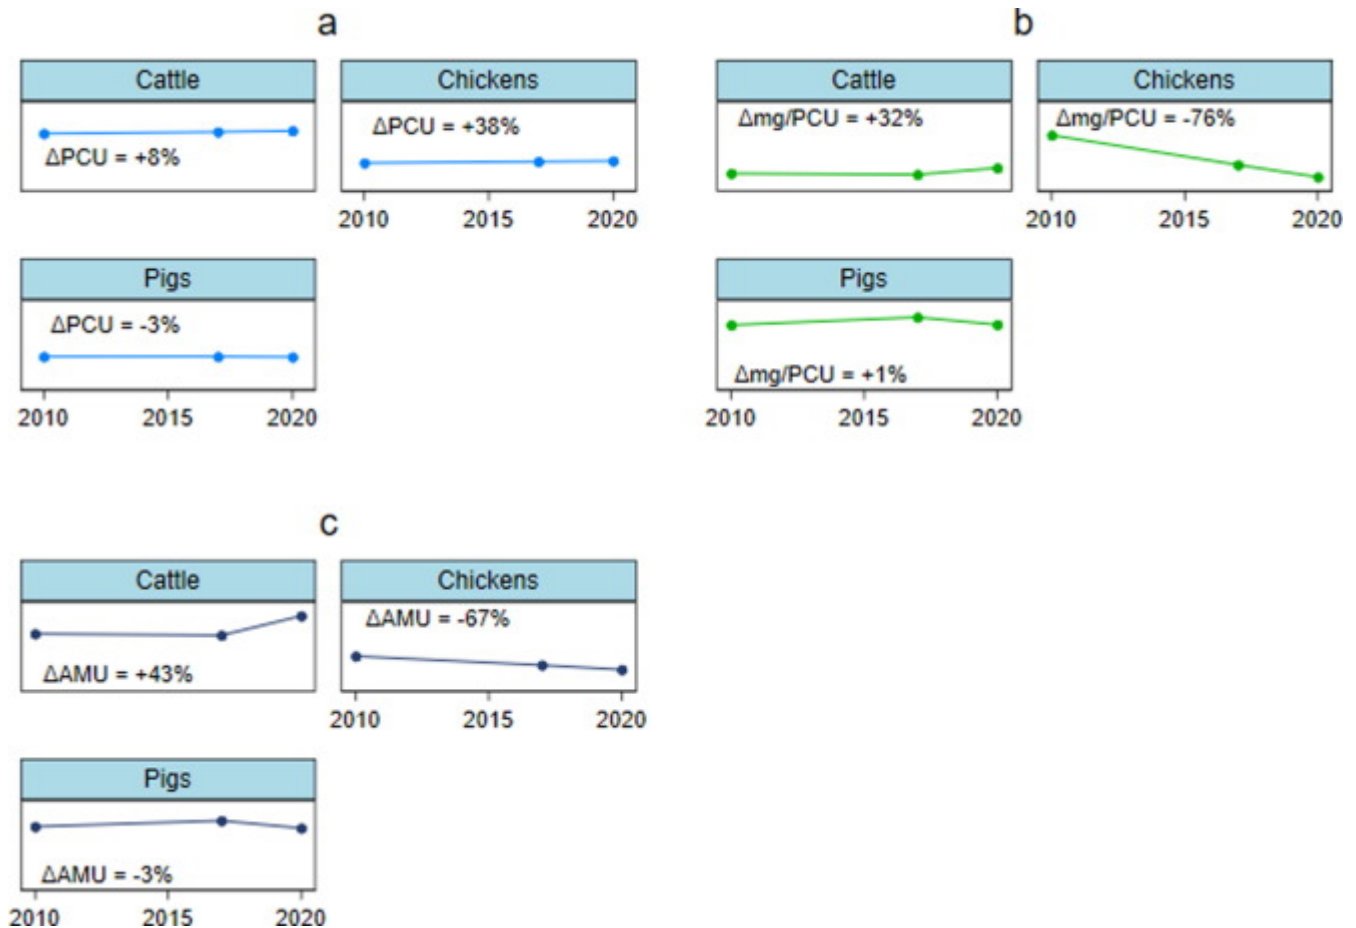 a
Cattle
ΔPCU = +8%
Chickens
ΔPCU = +38%
2010 2015 2020
Pigs
ΔPCU = -3%
2010 2015 2020
b
Cattle
Δmg/PCU = +32%
Chickens
Δmg/PCU = -76%
2010 2015 2020
Pigs
Δmg/PCU = +1%
2010 2015 2020
c
Cattle
ΔAMU = +43%
Chickens
ΔAMU = -67%
2010 2015 2020
Pigs
ΔAMU = -3%
2010 2015 2020